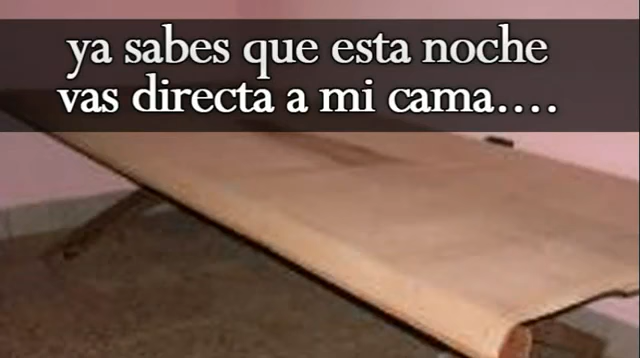 ya sabes que esta noche
vas directa a mi cama....